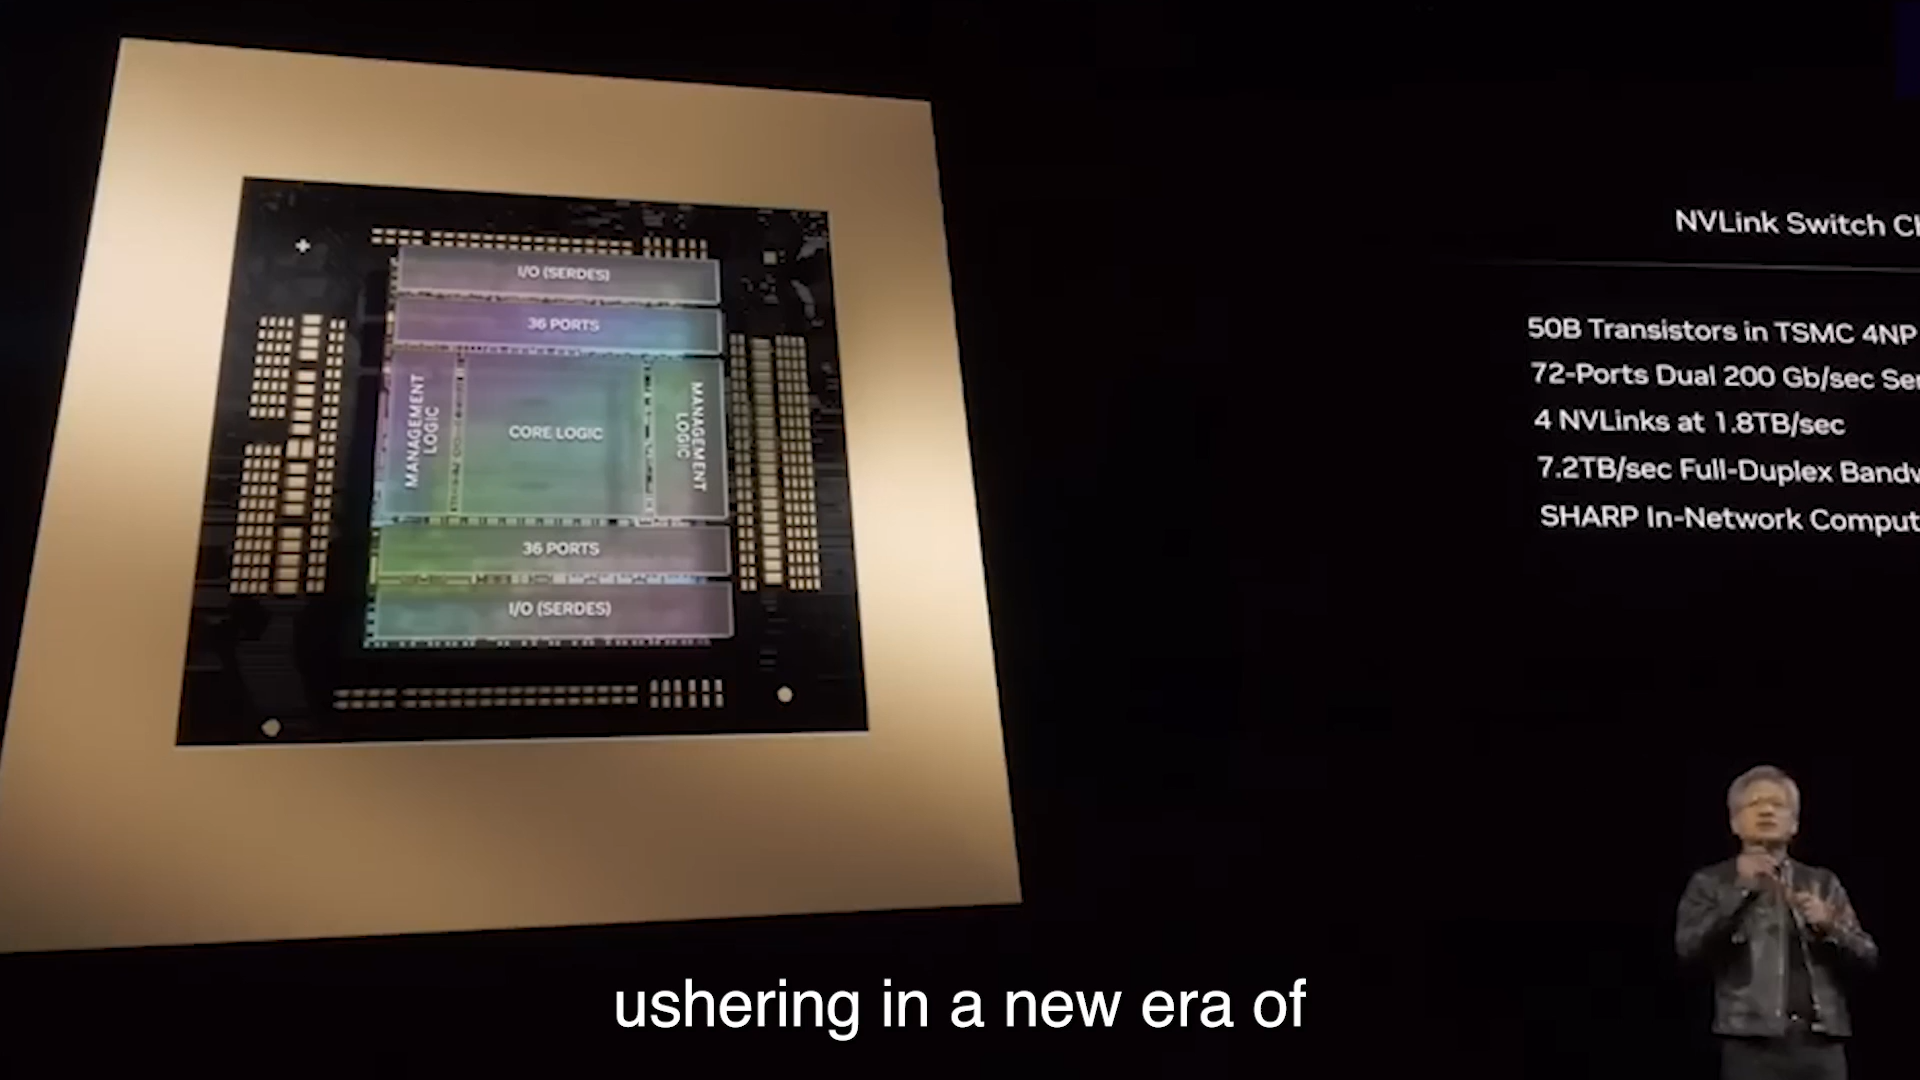 I/O (SERDES)
36 PORTS
MANAGEMENT
LOGIC
CORE LOGIC
MANAGEMENT
LOGIC
36 PORTS
I/O (SERDES)
NVLink Switch
50B Transistors in TSMC 4NP
72-Ports Dual 200 Gb/sec
4 NVLinks at 1.8TB/sec
7.2TB/sec Full-Duplex
SHARP In-Network
ushering in a new era of